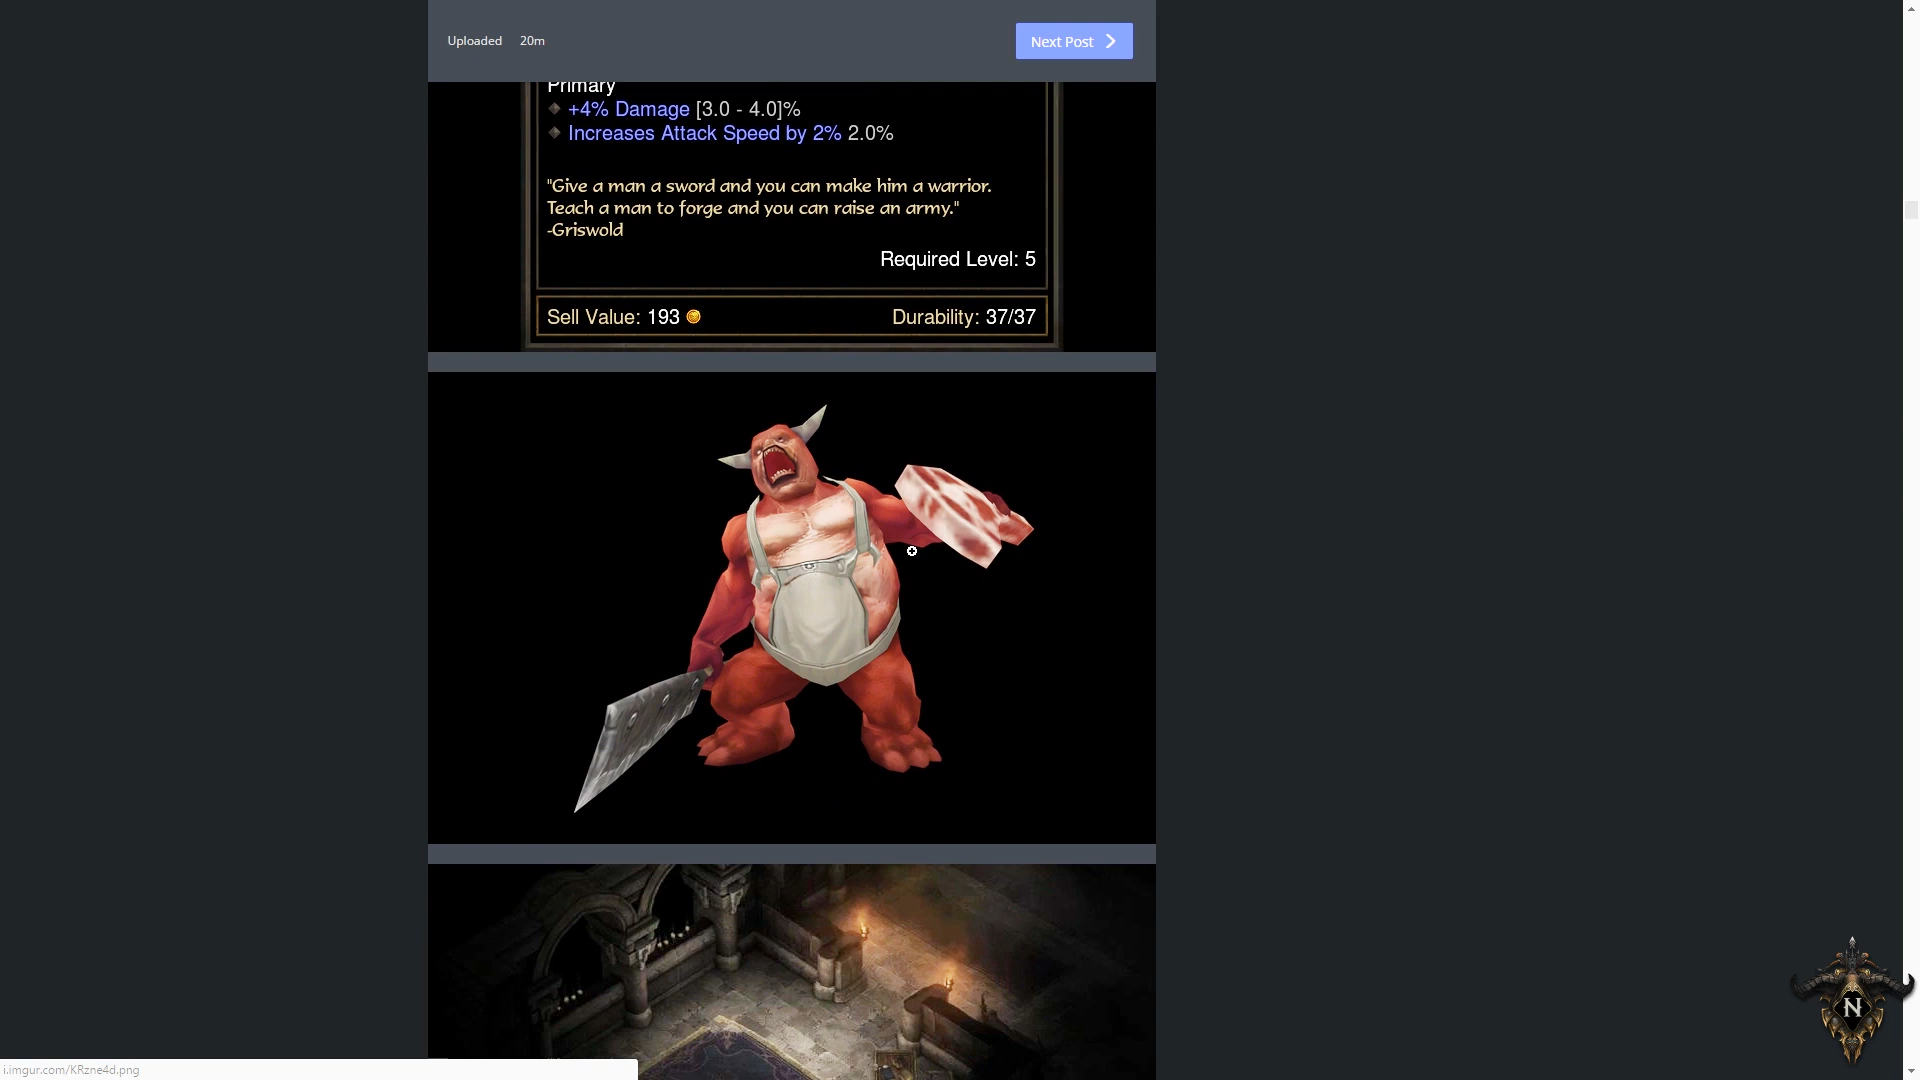 Uploaded 20m
Next Post
Primary
+4% Damage [3.0 - 4.0]%
Increases Attack Speed by 2% 2.0%
"Give a man a sword and you can make him a warrior.
Teach a man to forge and you can raise an army."
-Griswold
Required Level: 5
Sell Value: 193
Durability: 37/37
N
i.imgur.com/KRzne4d.png